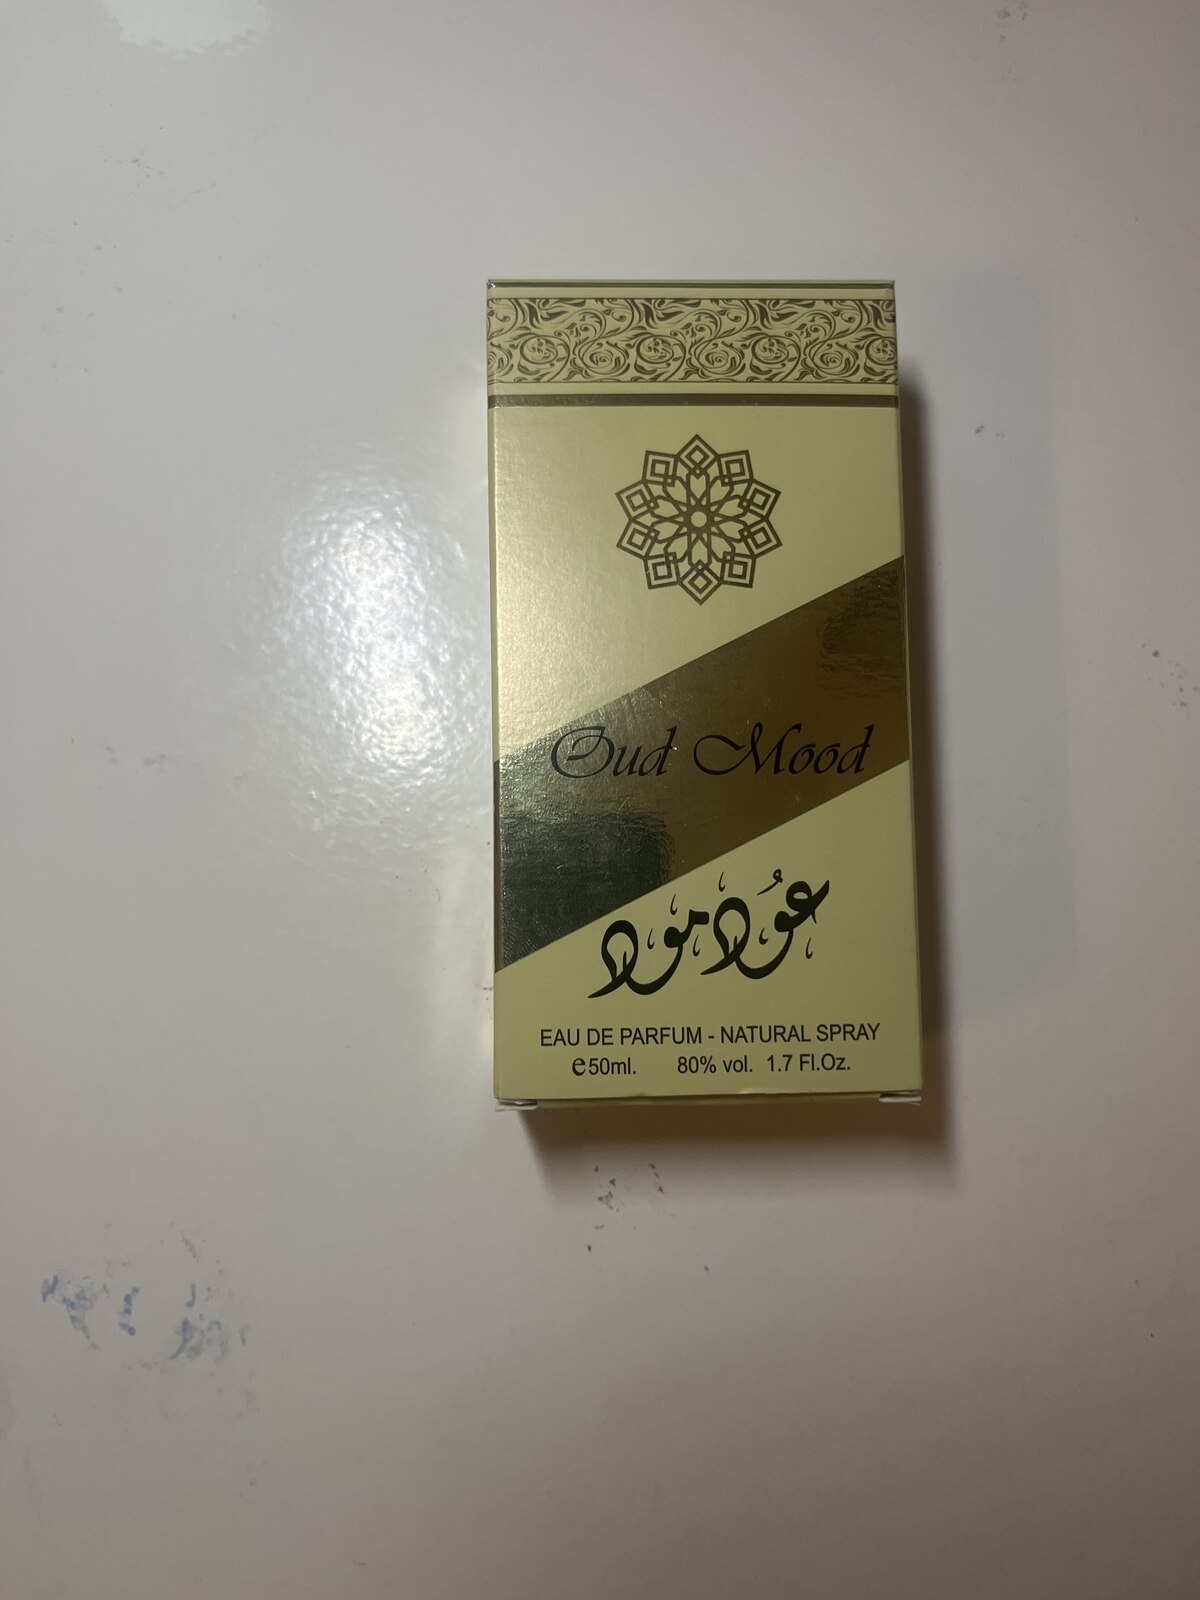 Oud Mood
عود مود
EAU DE PARFUM - NATURAL SPRAY
℮50ml. 80% vol. 1.7 Fl.Oz.